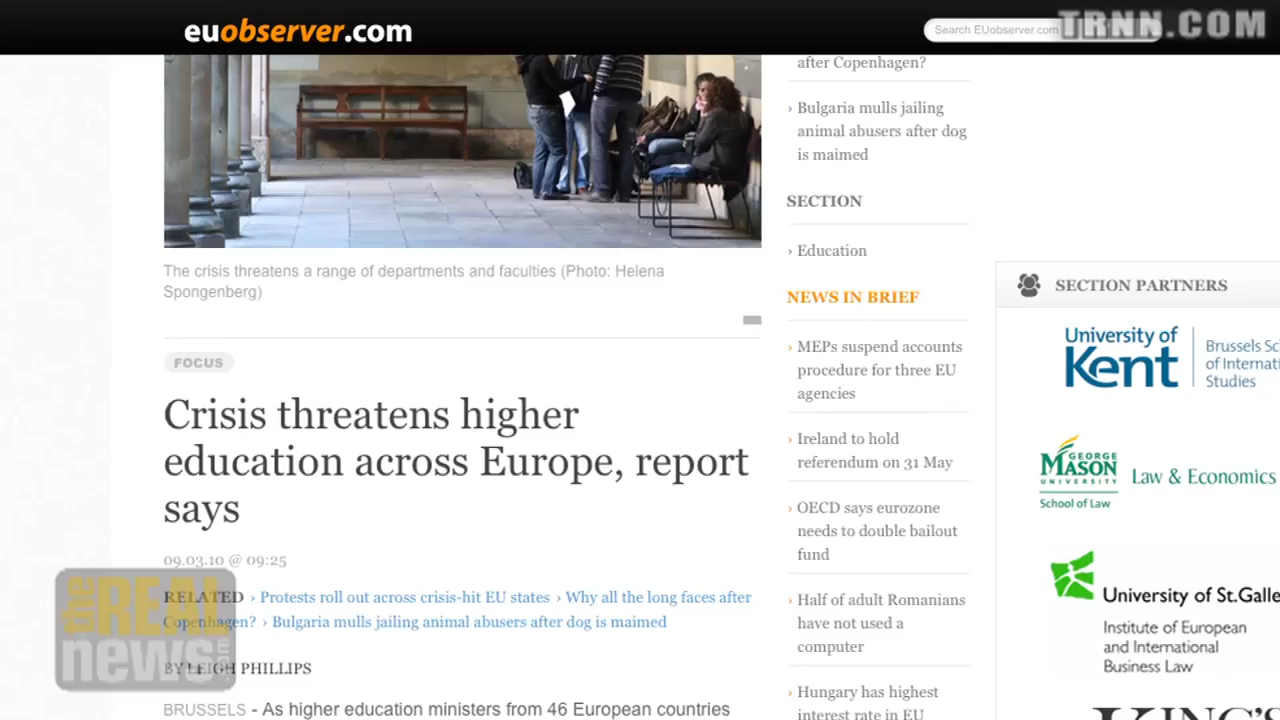 euobserver.com
Search EUobserver.com
TRNN.COM
The crisis threatens a range of departments and faculties (Photo: Helena
Spongenberg)
FOCUS
Crisis threatens higher
education across Europe, report
says
09.03.10 @ 09:25
RELATED › Protests roll out across crisis-hit EU states › Why all the long faces after
Copenhagen? › Bulgaria mulls jailing animal abusers after dog is maimed
BY LEIGH PHILLIPS
BRUSSELS - As higher education ministers from 46 European countries
the REAL
news.com
after Copenhagen?
› Bulgaria mulls jailing
animal abusers after dog
is maimed
SECTION
› Education
NEWS IN BRIEF
› MEPs suspend accounts
procedure for three EU
agencies
› Ireland to hold
referendum on 31 May
› OECD says eurozone
needs to double bailout
fund
› Half of adult Romanians
have not used a
computer
› Hungary has highest
interest rate in EU
SECTION PARTNERS
University of
Kent
Brussels Sc
of Internati
Studies
GEORGE
MASON
UNIVERSITY
School of Law
Law & Economics
University of St.Galle
Institute of European
and International
Business Law
KING'S